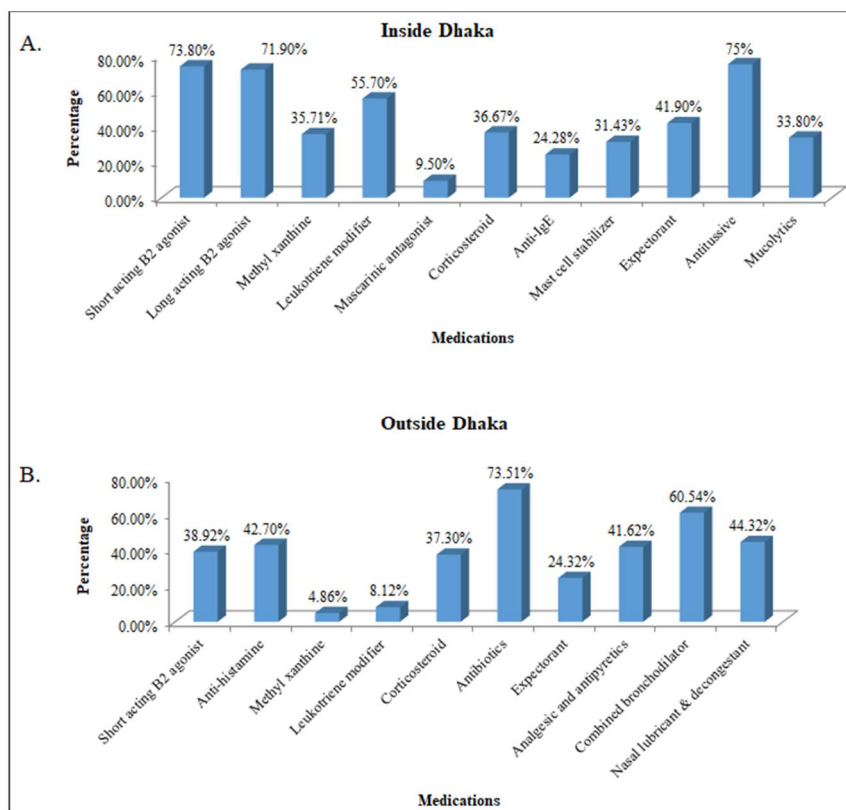 A.
Inside Dhaka
Percentage
80.00%
60.00%
40.00%
20.00%
0.00%
73.80%
71.90%
35.71%
55.70%
9.50%
36.67%
24.28%
31.43%
41.90%
75%
33.80%
Short acting B2 agonist
Long acting B2 agonist
Methyl xanthine
Leukotriene modifier
Mascarinic antagonist
Corticosteroid
Anti-IgE
Mast cell stabilizer
Expectorant
Antitussive
Mucolytics
Medications
Outside Dhaka
B.
Percentage
80.00%
60.00%
40.00%
20.00%
0.00%
38.92%
42.70%
4.86%
8.12%
37.30%
73.51%
24.32%
41.62%
60.54%
44.32%
Short acting B2 agonist
Anti-histamine
Methyl xanthine
Leukotriene modifier
Corticosteroid
Antibiotics
Expectorant
Analgesic and antipyretics
Combined bronchodilator
Nasal lubricant & decongestant
Medications